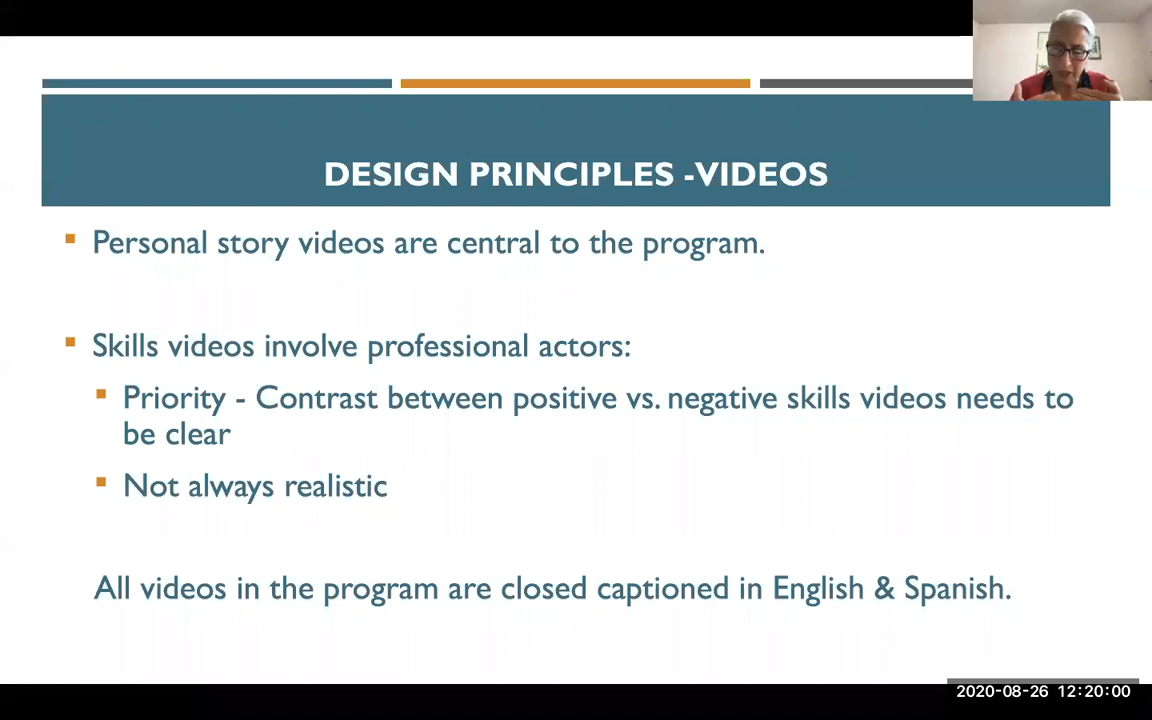 DESIGN PRINCIPLES -VIDEOS
Personal story videos are central to the program.
Skills videos involve professional actors:
Priority - Contrast between positive vs. negative skills videos needs to
be clear
Not always realistic
All videos in the program are closed captioned in English & Spanish.
2020-08-26 12:20:00